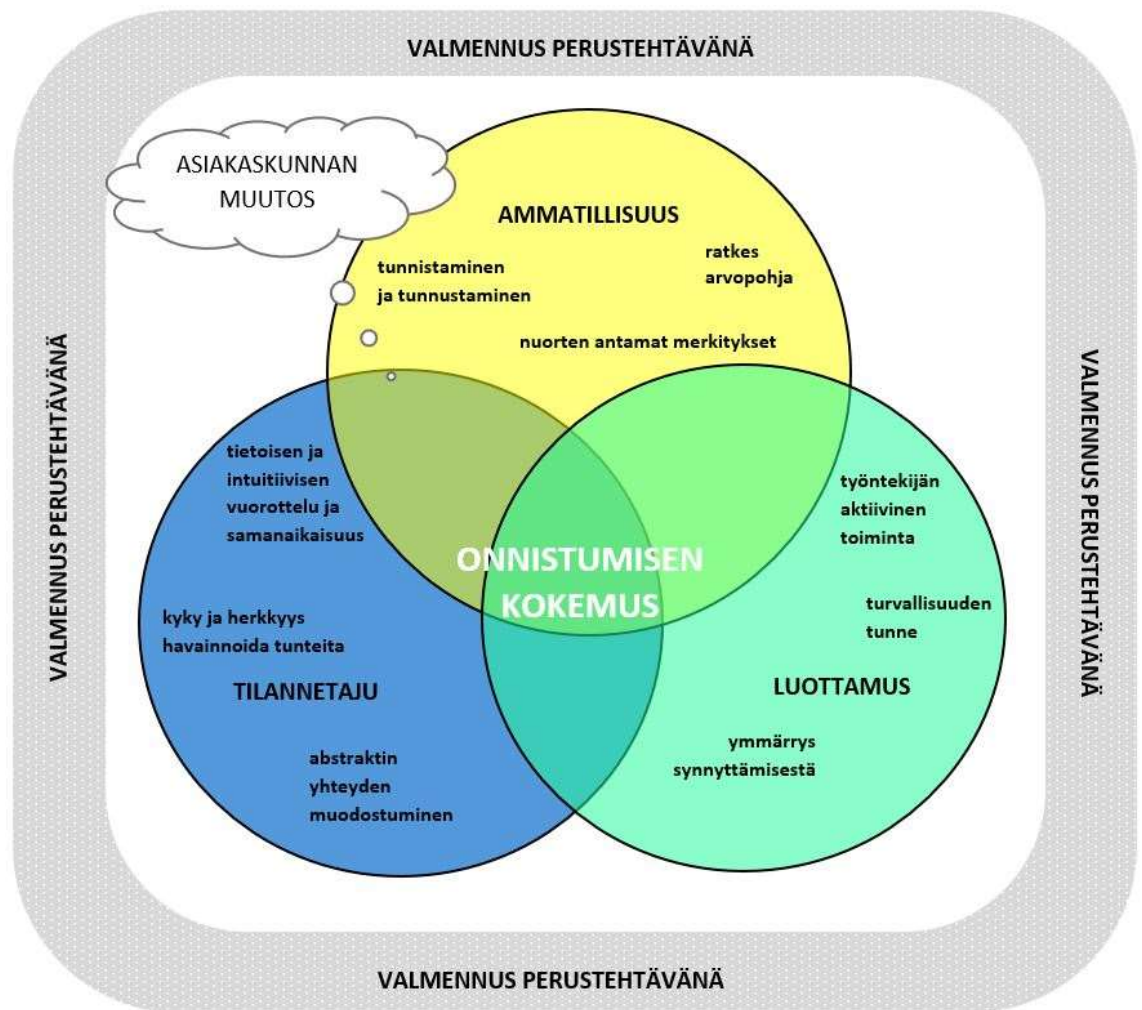 VALMENNUS PERUSTEHTÄVÄNÄ
ASIAKASKUNNAN
MUUTOS
AMMATILLISUUS
tunnistaminen
ja tunnustaminen
ratkes
arvopohja
nuorten antamat merkitykset
VALMENNUS PERUSTEHTÄVÄNÄ
VALMENNUS PERUSTEHTÄVÄNÄ
tietoisen ja
intuitiivisen
vuorottelu ja
samanaikaisuus
työntekijän
aktiivinen
toiminta
ONNISTUMISEN
KOKEMUS
kyky ja herkkyys
havainnoida tunteita
TILANNETAJU
turvallisuuden
tunne
LUOTTAMUS
abstraktin
yhteyden
muodostuminen
ymmärrys
synnyttämisestä
VALMENNUS PERUSTEHTÄVÄNÄ